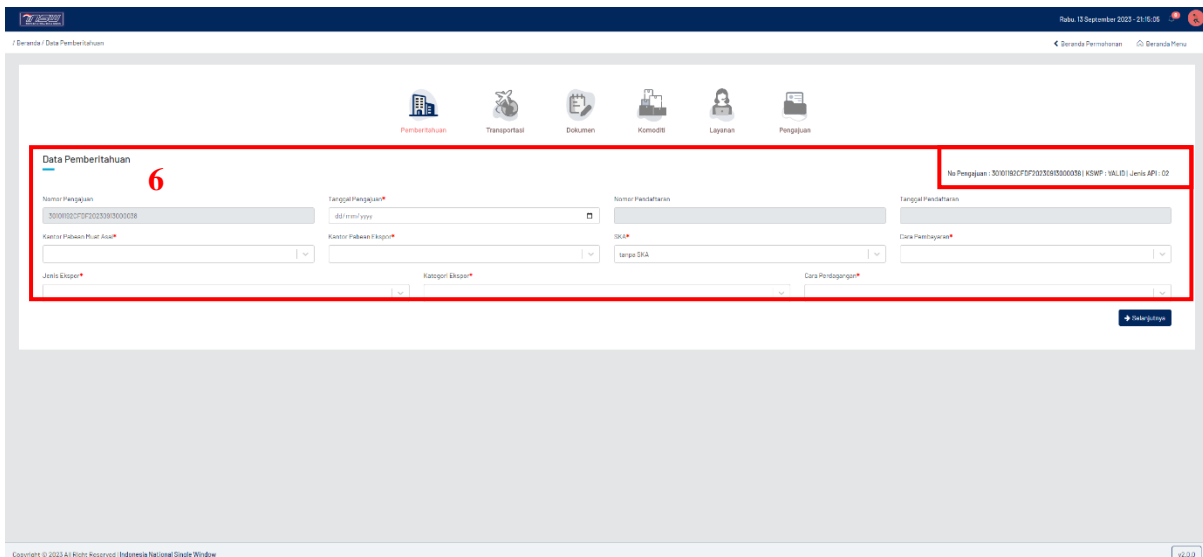 Rabu, 13 September 2023 - 21:15:05
/ Beranda / Data Pemberitahuan
Beranda Permohonan Beranda Menu
Pemberitahuan Transportasi Dokumen Komoditi Layanan Pengajuan
Data Pemberitahuan
6
No Pengajuan : 30101192CFDF20230913000036 | KSWP : VALID | Jenis API : 02
Nomor Pengajuan Tanggal Pengajuan* Nomor Pendaftaran Tanggal Pendaftaran
30101192CFDF20230913000036 dd/mm/yyyy
Kantor Pabean Muat Asal* Kantor Pabean Ekspor* SKA* Cara Pembayaran*
tanpa SKA
Jenis Ekspor* Kategori Ekspor* Cara Perdagangan*
Selanjutnya
Copyright © 2023 All Right Reserved | Indonesia National Single Window
v2.0.0